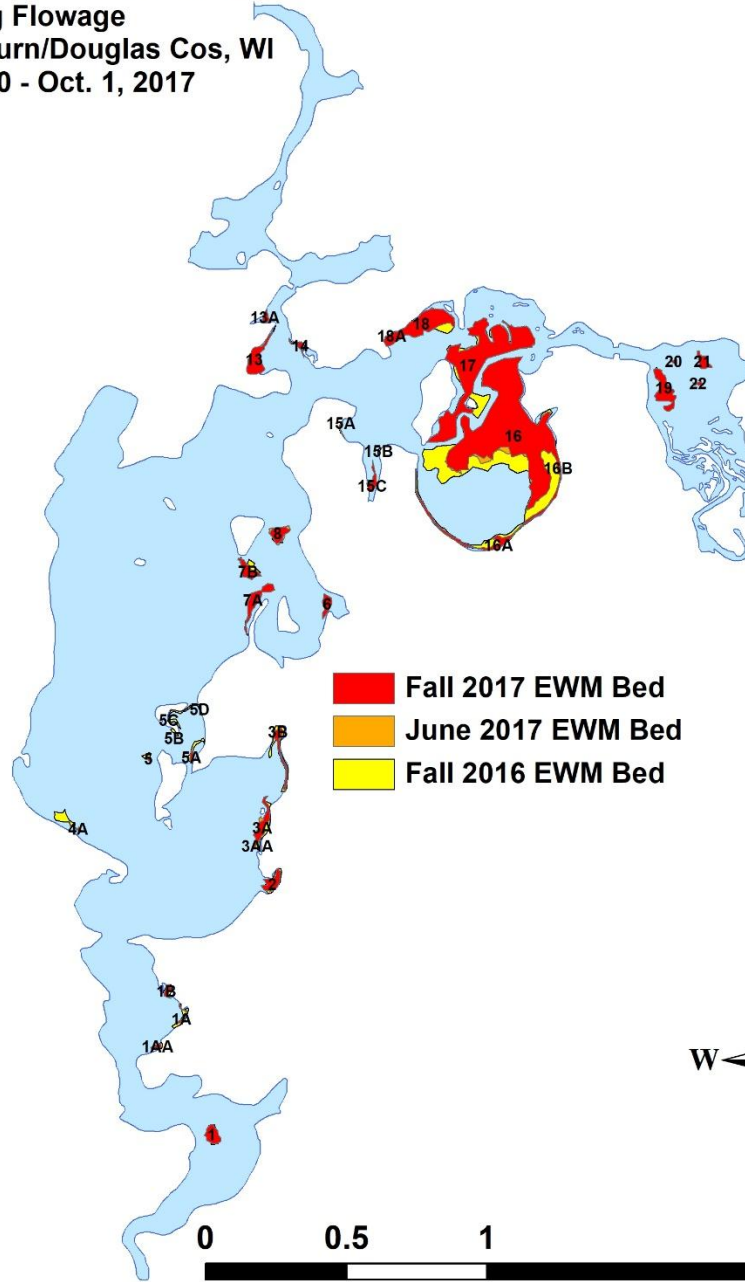 g Flowage
urn/Douglas Cos, WI
0 - Oct. 1, 2017
13A
14
13
18
18A
17
20
21
19
22
15A
16
15B
16B
15C
8
16A
7B
7A
6
Fall 2017 EWM Bed
June 2017 EWM Bed
Fall 2016 EWM Bed
5D
5C
5B
3B
5
5A
4A
3A
3AA
2
1B
1A
1AA
W
1
0 0.5 1